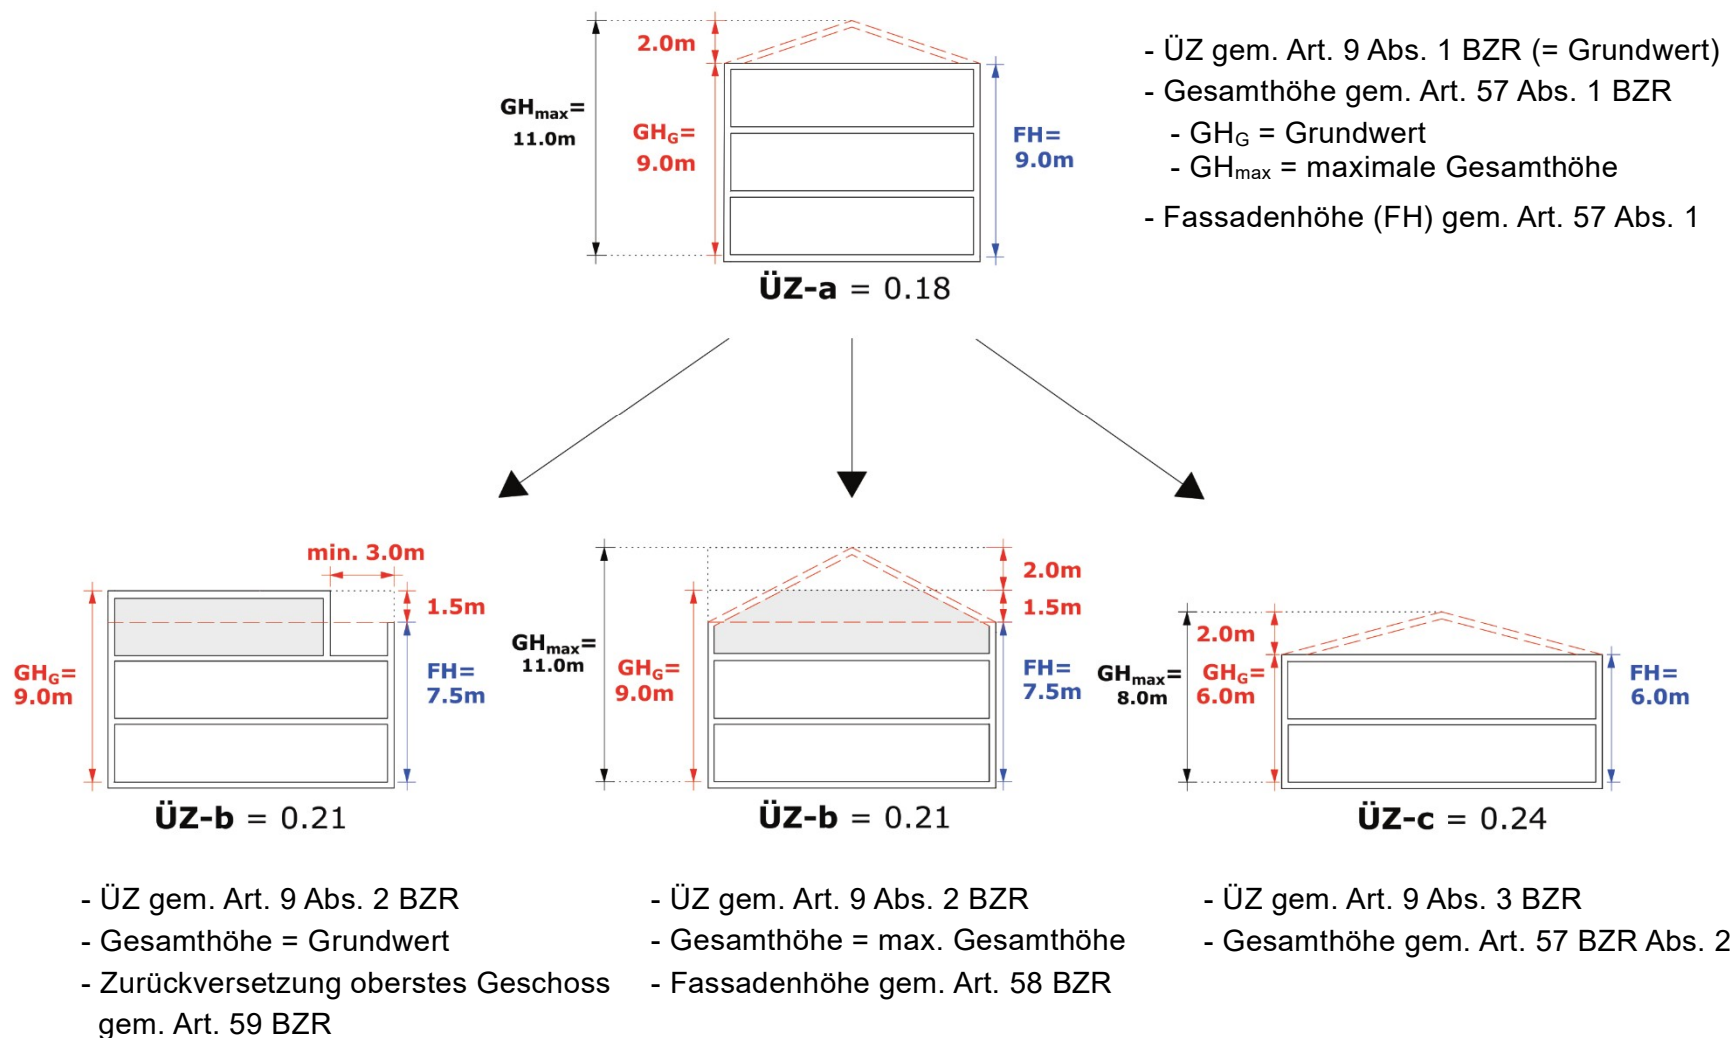 2.0m
GHmax=
11.0m
GHG=
9.0m
FH=
9.0m
ÜZ-a = 0.18
- ÜZ gem. Art. 9 Abs. 1 BZR (= Grundwert)
- Gesamthöhe gem. Art. 57 Abs. 1 BZR
- GHG = Grundwert
- GHmax = maximale Gesamthöhe
- Fassadenhöhe (FH) gem. Art. 57 Abs. 1
min. 3.0m
1.5m
GHG=
9.0m
FH=
7.5m
ÜZ-b = 0.21
- ÜZ gem. Art. 9 Abs. 2 BZR
- Gesamthöhe = Grundwert
- Zurückversetzung oberstes Geschoss
gem. Art. 59 BZR
2.0m
1.5m
GHmax=
11.0m
GHG=
9.0m
FH=
7.5m
ÜZ-b = 0.21
- ÜZ gem. Art. 9 Abs. 2 BZR
- Gesamthöhe = max. Gesamthöhe
- Fassadenhöhe gem. Art. 58 BZR
2.0m
GHmax=
8.0m
GHG=
6.0m
FH=
6.0m
ÜZ-c = 0.24
- ÜZ gem. Art. 9 Abs. 3 BZR
- Gesamthöhe gem. Art. 57 BZR Abs. 2